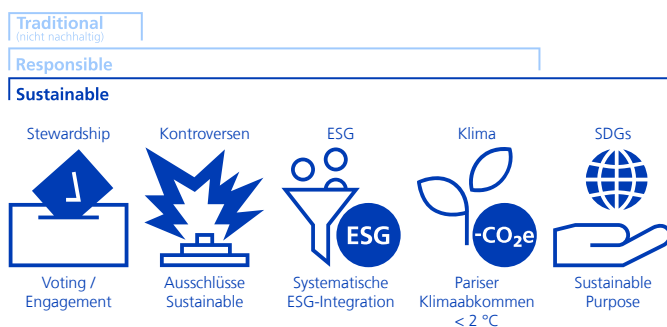 Traditional
(nicht nachhaltig)
Responsible
Sustainable
Stewardship
Kontroversen
ESG
Klima
SDGs
ESG
-CO₂e
Voting /
Engagement
Ausschlüsse
Sustainable
Systematische
ESG-Integration
Pariser
Klimaabkommen
< 2 °C
Sustainable
Purpose